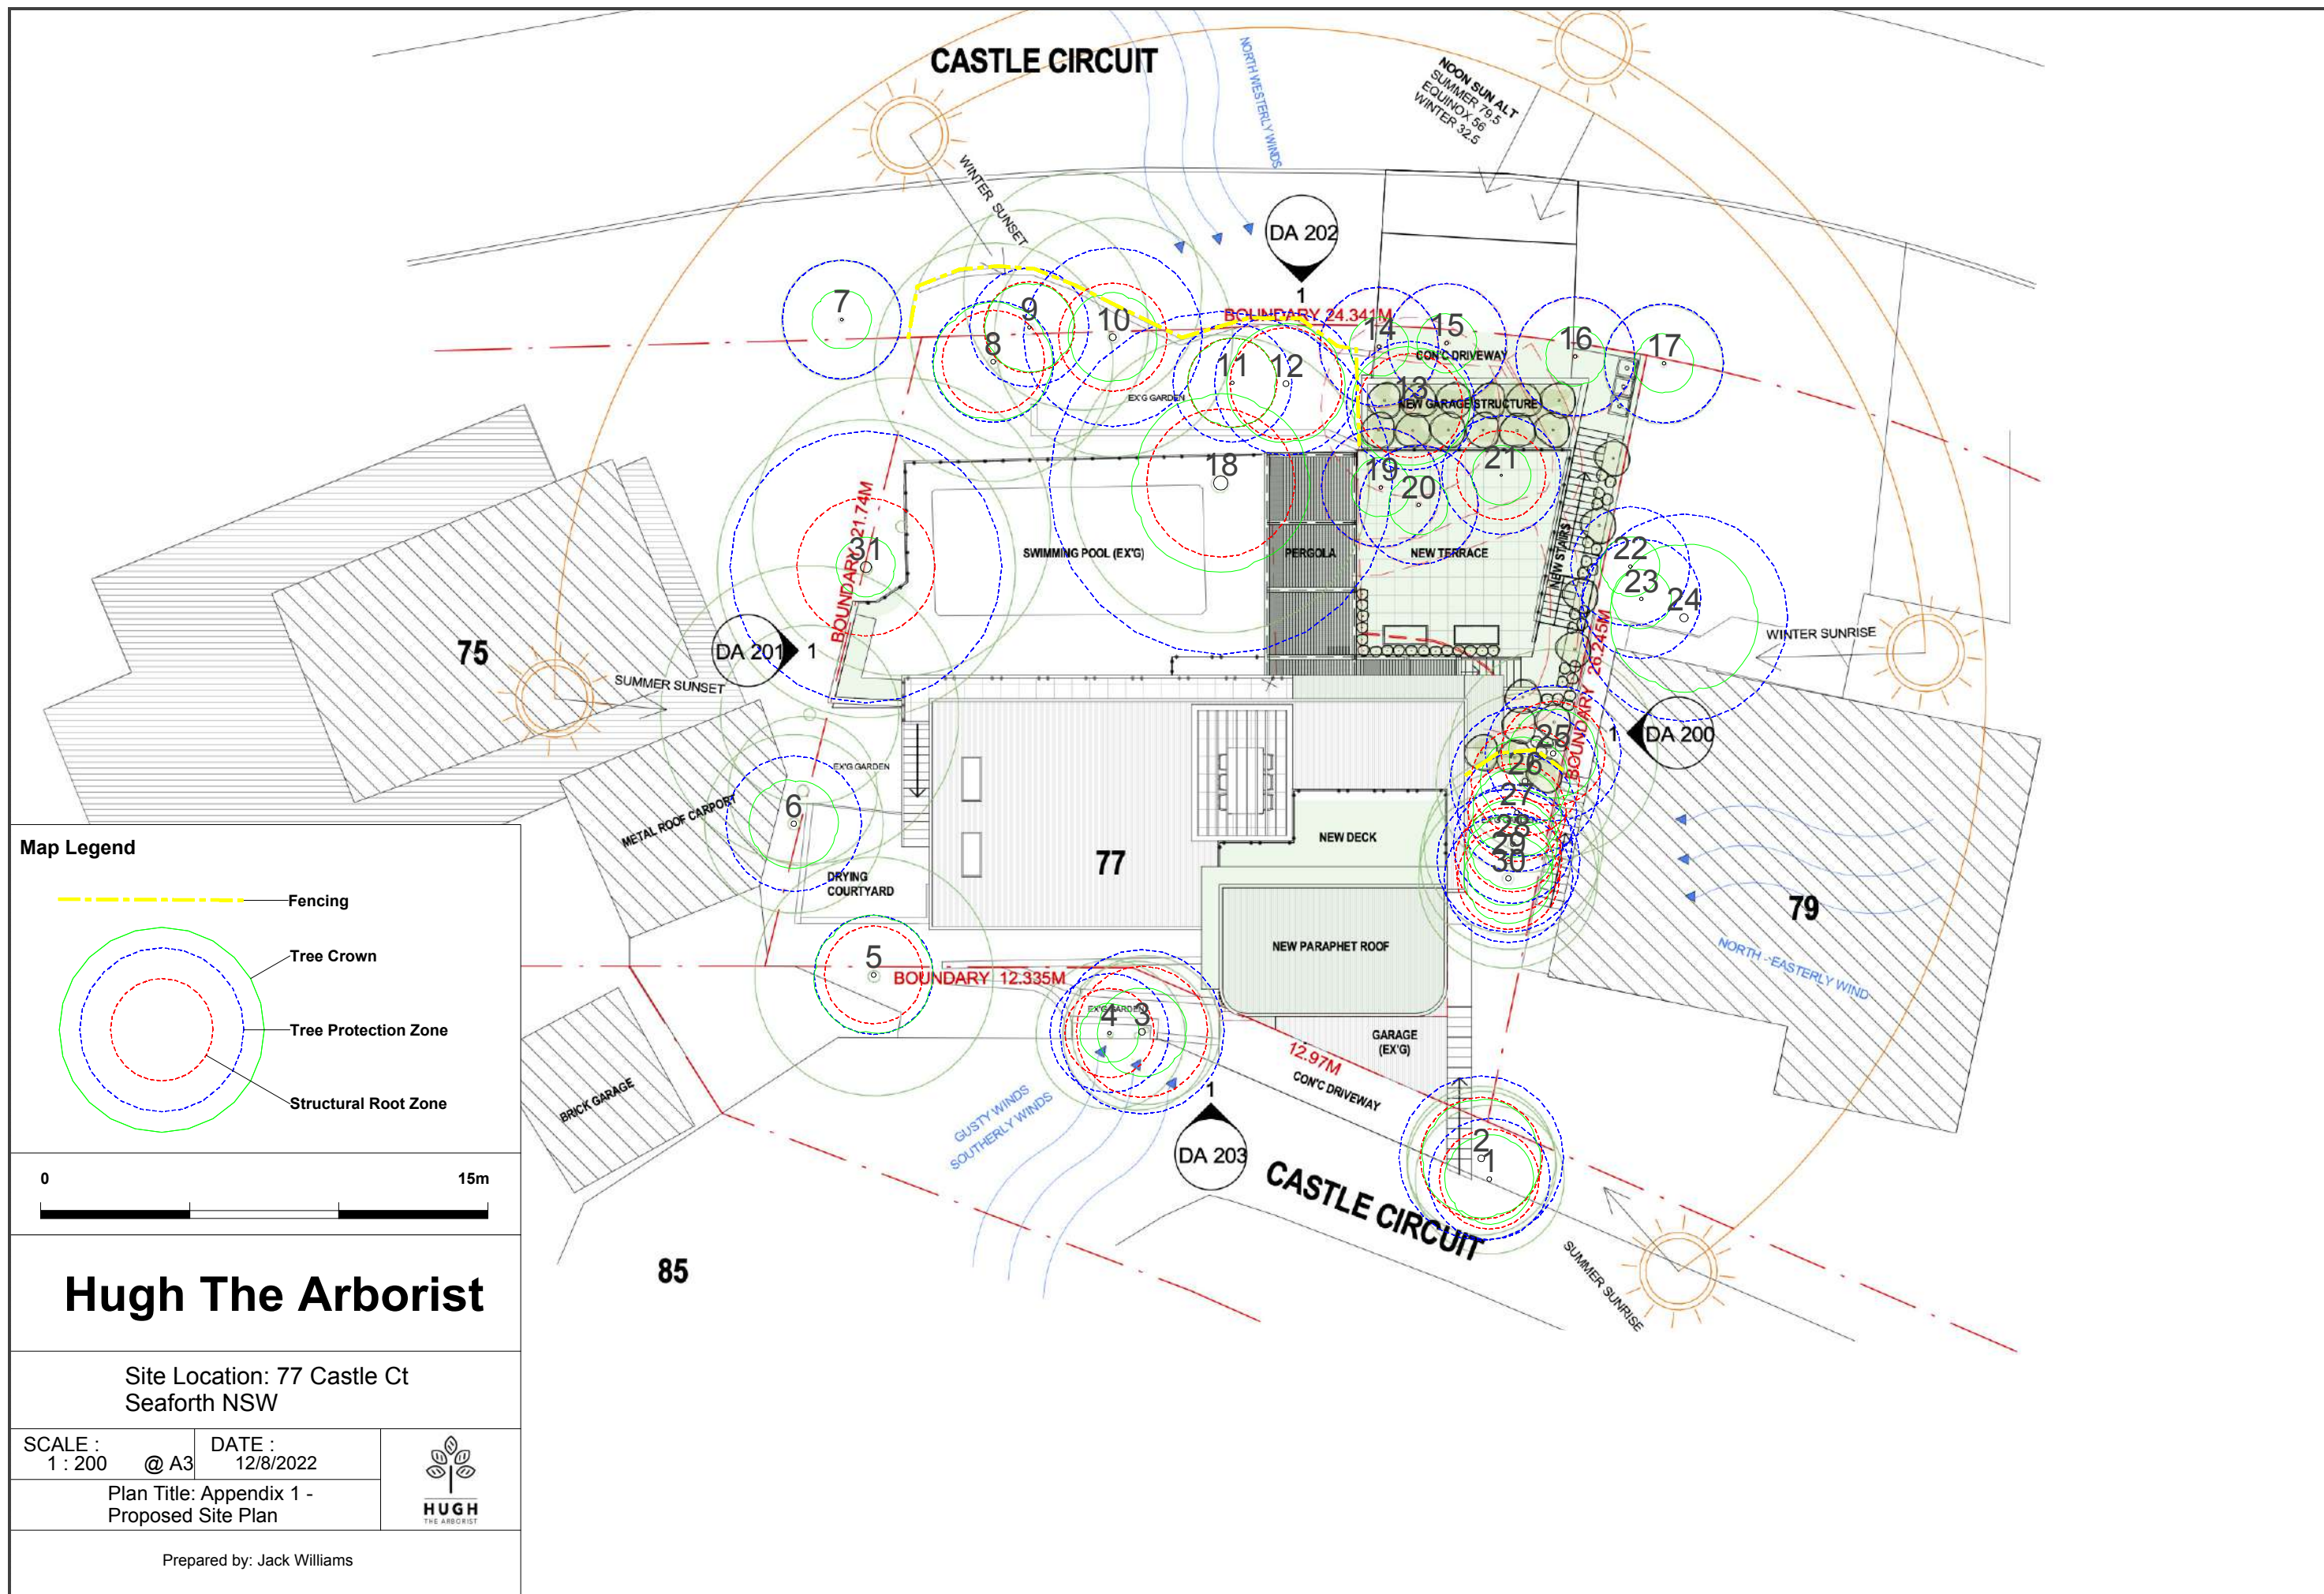 CASTLE CIRCUIT
NORTH WESTERLY WINDS
NOON SUN ALT
SUMMER 79.5
EQUINOX 56
WINTER 32.5
WINTER SUNSET
DA 202
1
BOUNDARY 24.341M
7
8
9
10
11
12
13
14
15
16
17
CON'C DRIVEWAY
NEW GARAGE STRUCTURE
EX'G GARDEN
18
19
20
21
22
23
24
31
BOUNDARY 21.74M
SWIMMING POOL (EX'G)
PERGOLA
NEW TERRACE
NEW STAIRS
BOUNDARY 26.245M
WINTER SUNRISE
75
DA 201
1
SUMMER SUNSET
1
DA 200
EX'G GARDEN
METAL ROOF CARPORT
6
25
26
27
28
29
30
NEW DECK
77
DRYING
COURTYARD
79
NEW PARAPHET ROOF
NORTH - EASTERLY WIND
5
BOUNDARY 12.335M
EX'G GARDEN
4
3
GARAGE
(EX'G)
12.97M
CON'C DRIVEWAY
BRICK GARAGE
GUSTY WINDS
SOUTHERLY WINDS
1
DA 203
2
1
CASTLE CIRCUIT
SUMMER SUNRISE
85
Map Legend
Fencing
Tree Crown
Tree Protection Zone
Structural Root Zone
0 15m
Hugh The Arborist
Site Location: 77 Castle Ct
Seaforth NSW
SCALE :
1 : 200 @ A3
DATE :
12/8/2022
Plan Title: Appendix 1 -
Proposed Site Plan
HUGH
THE ARBORIST
Prepared by: Jack Williams